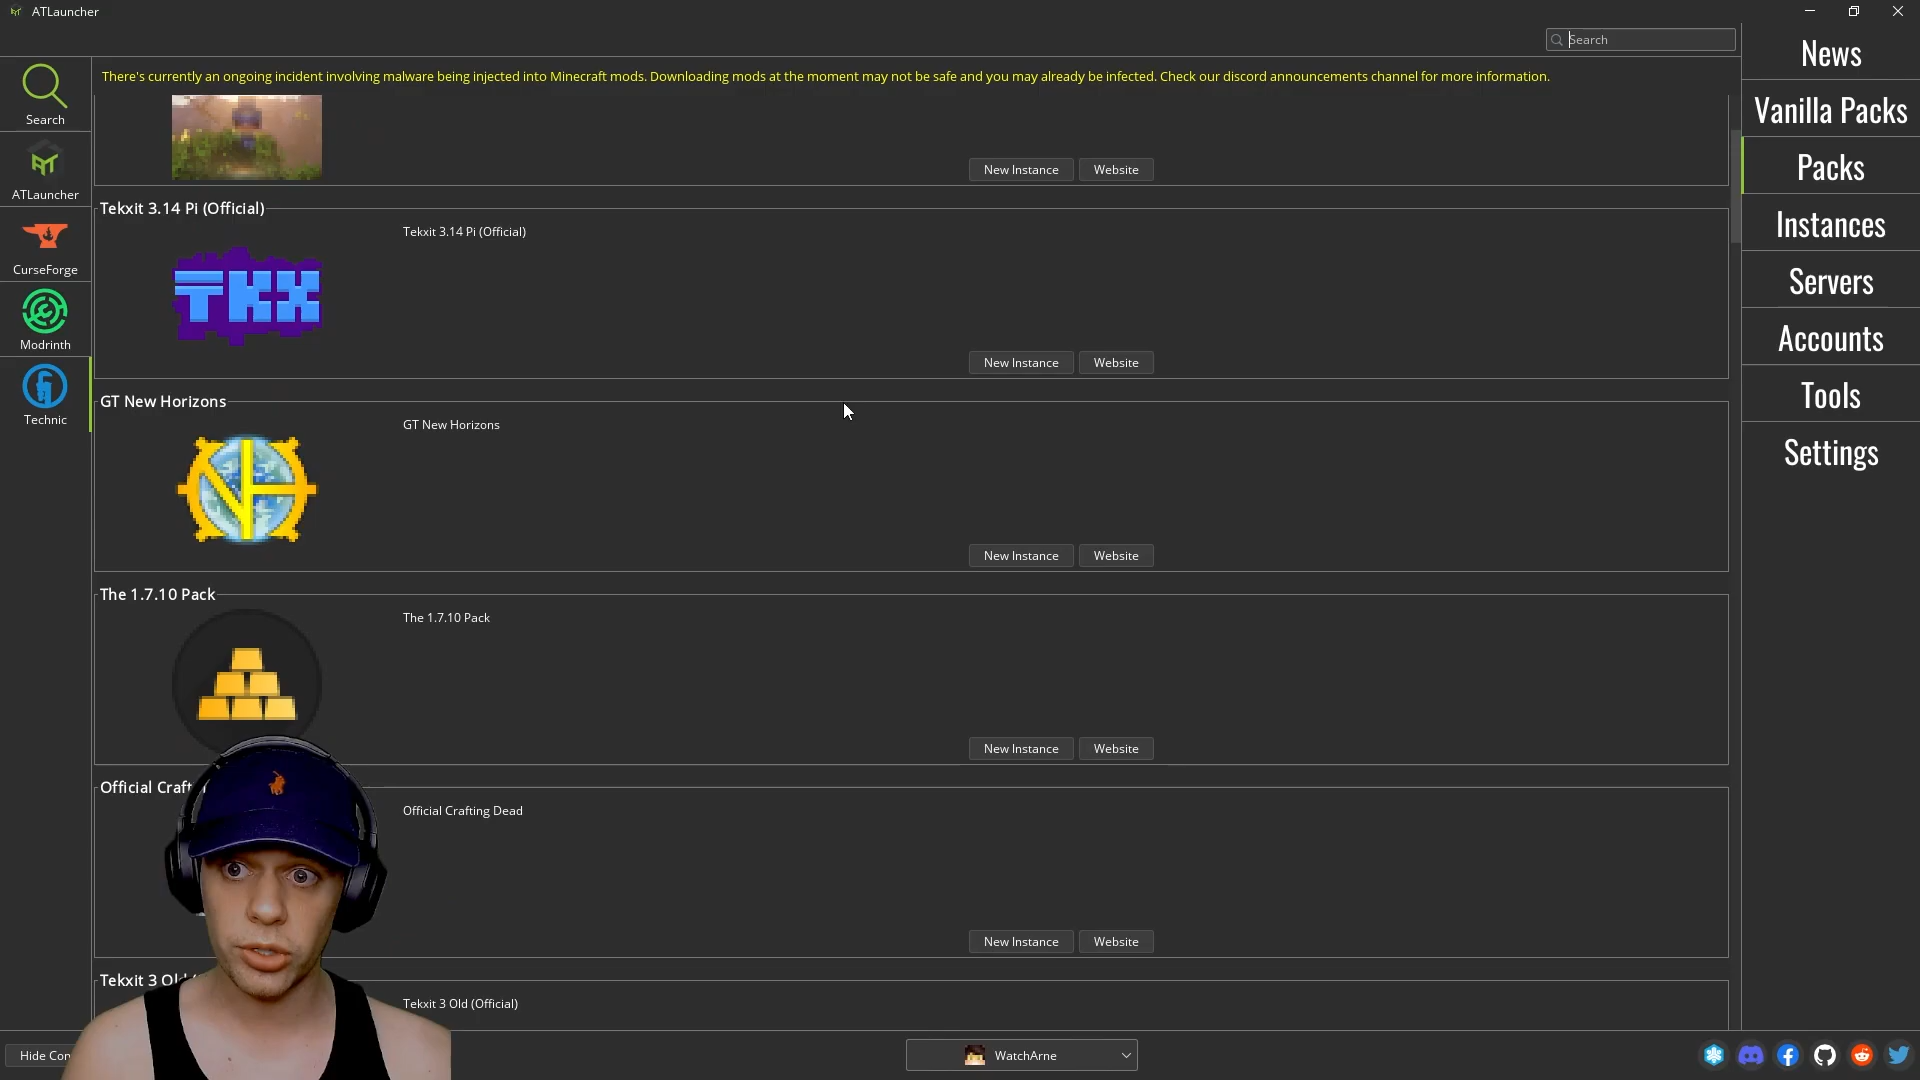 ATLauncher
Search
News
Vanilla Packs
Packs
Instances
Servers
Accounts
Tools
Settings
Search
ATLauncher
CurseForge
Modrinth
Technic
There's currently an ongoing incident involving malware being injected into Minecraft mods. Downloading mods at the moment may not be safe and you may already be infected. Check our discord announcements channel for more information.
New Instance
Website
Tekxit 3.14 Pi (Official)
Tekxit 3.14 Pi (Official)
TKX
New Instance
Website
GT New Horizons
GT New Horizons
New Instance
Website
The 1.7.10 Pack
The 1.7.10 Pack
New Instance
Website
Official
Official Crafting Dead
New Instance
Website
Tekxit 3
Tekxit 3 Old (Official)
Hide
WatchArne